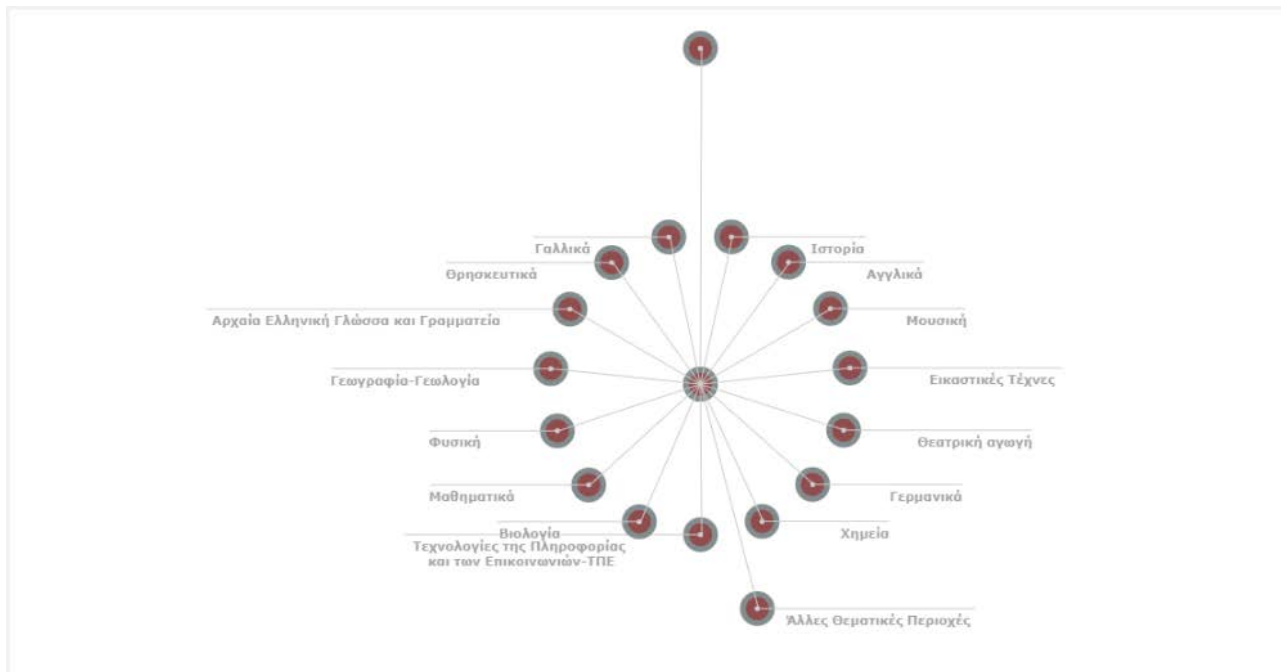 Γαλλικά
Ιστορία
Θρησκευτικά
Αγγλικά
Αρχαία Ελληνική Γλώσσα και Γραμματεία
Μουσική
Γεωγραφία-Γεωλογία
Εικαστικές Τέχνες
Φυσική
Θεατρική αγωγή
Μαθηματικά
Γερμανικά
Βιολογία
Χημεία
Τεχνολογίες της Πληροφορίας
και των Επικοινωνιών-ΤΠΕ
Άλλες Θεματικές Περιοχές